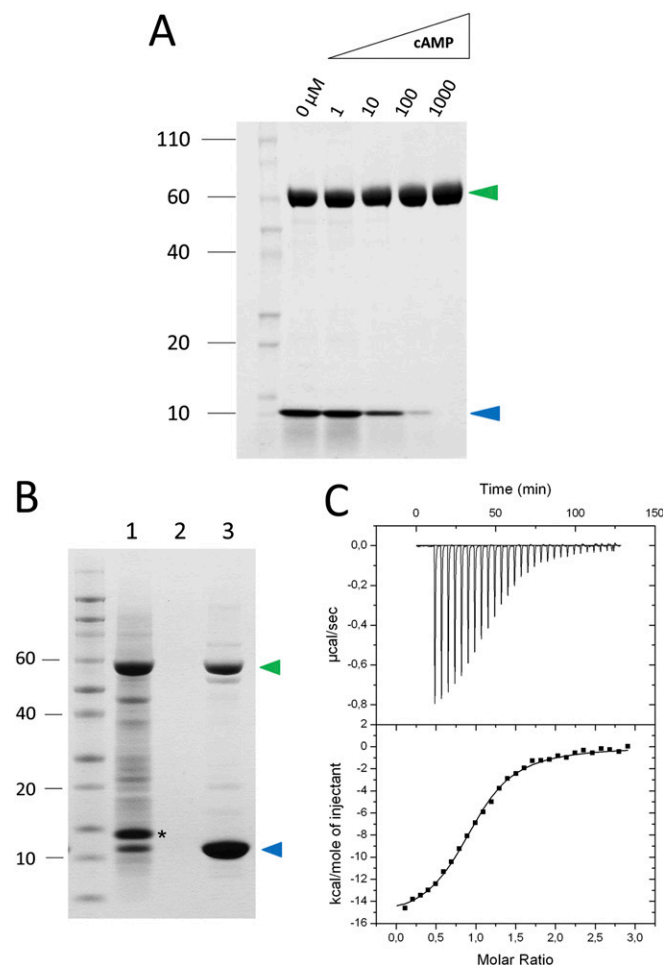 A
cAMP
0 μM 1 10 100 1000
110
60
40
20
10
B
1 2 3
60
40
20
10
*
C
Time (min)
0 50 100 150
0,0
-0,2
-0,4
-0,6
-0,8
µcal/sec
2
0
-2
-4
-6
-8
-10
-12
-14
-16
kcal/mole of injectant
0,0 0,5 1,0 1,5 2,0 2,5 3,0
Molar Ratio